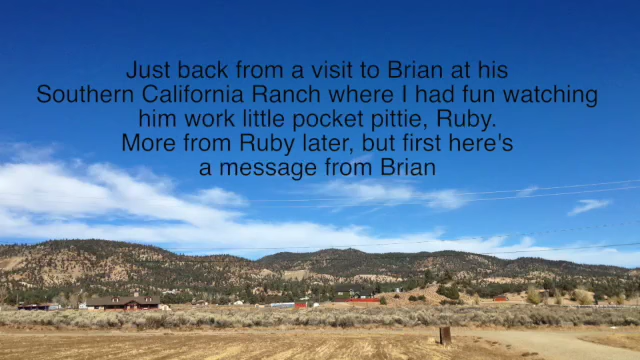 Just back from a visit to Brian at his
Southern California Ranch where I had fun watching
him work little pocket pittie, Ruby.
More from Ruby later, but first here's
a message from Brian